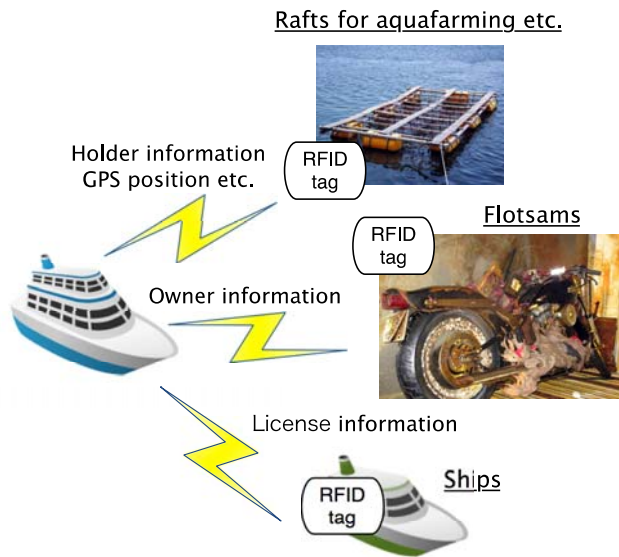 Rafts for aquafarming etc.
Holder information
GPS position etc.
RFID
tag
Flotsams
RFID
tag
Owner information
License information
Ships
RFID
tag